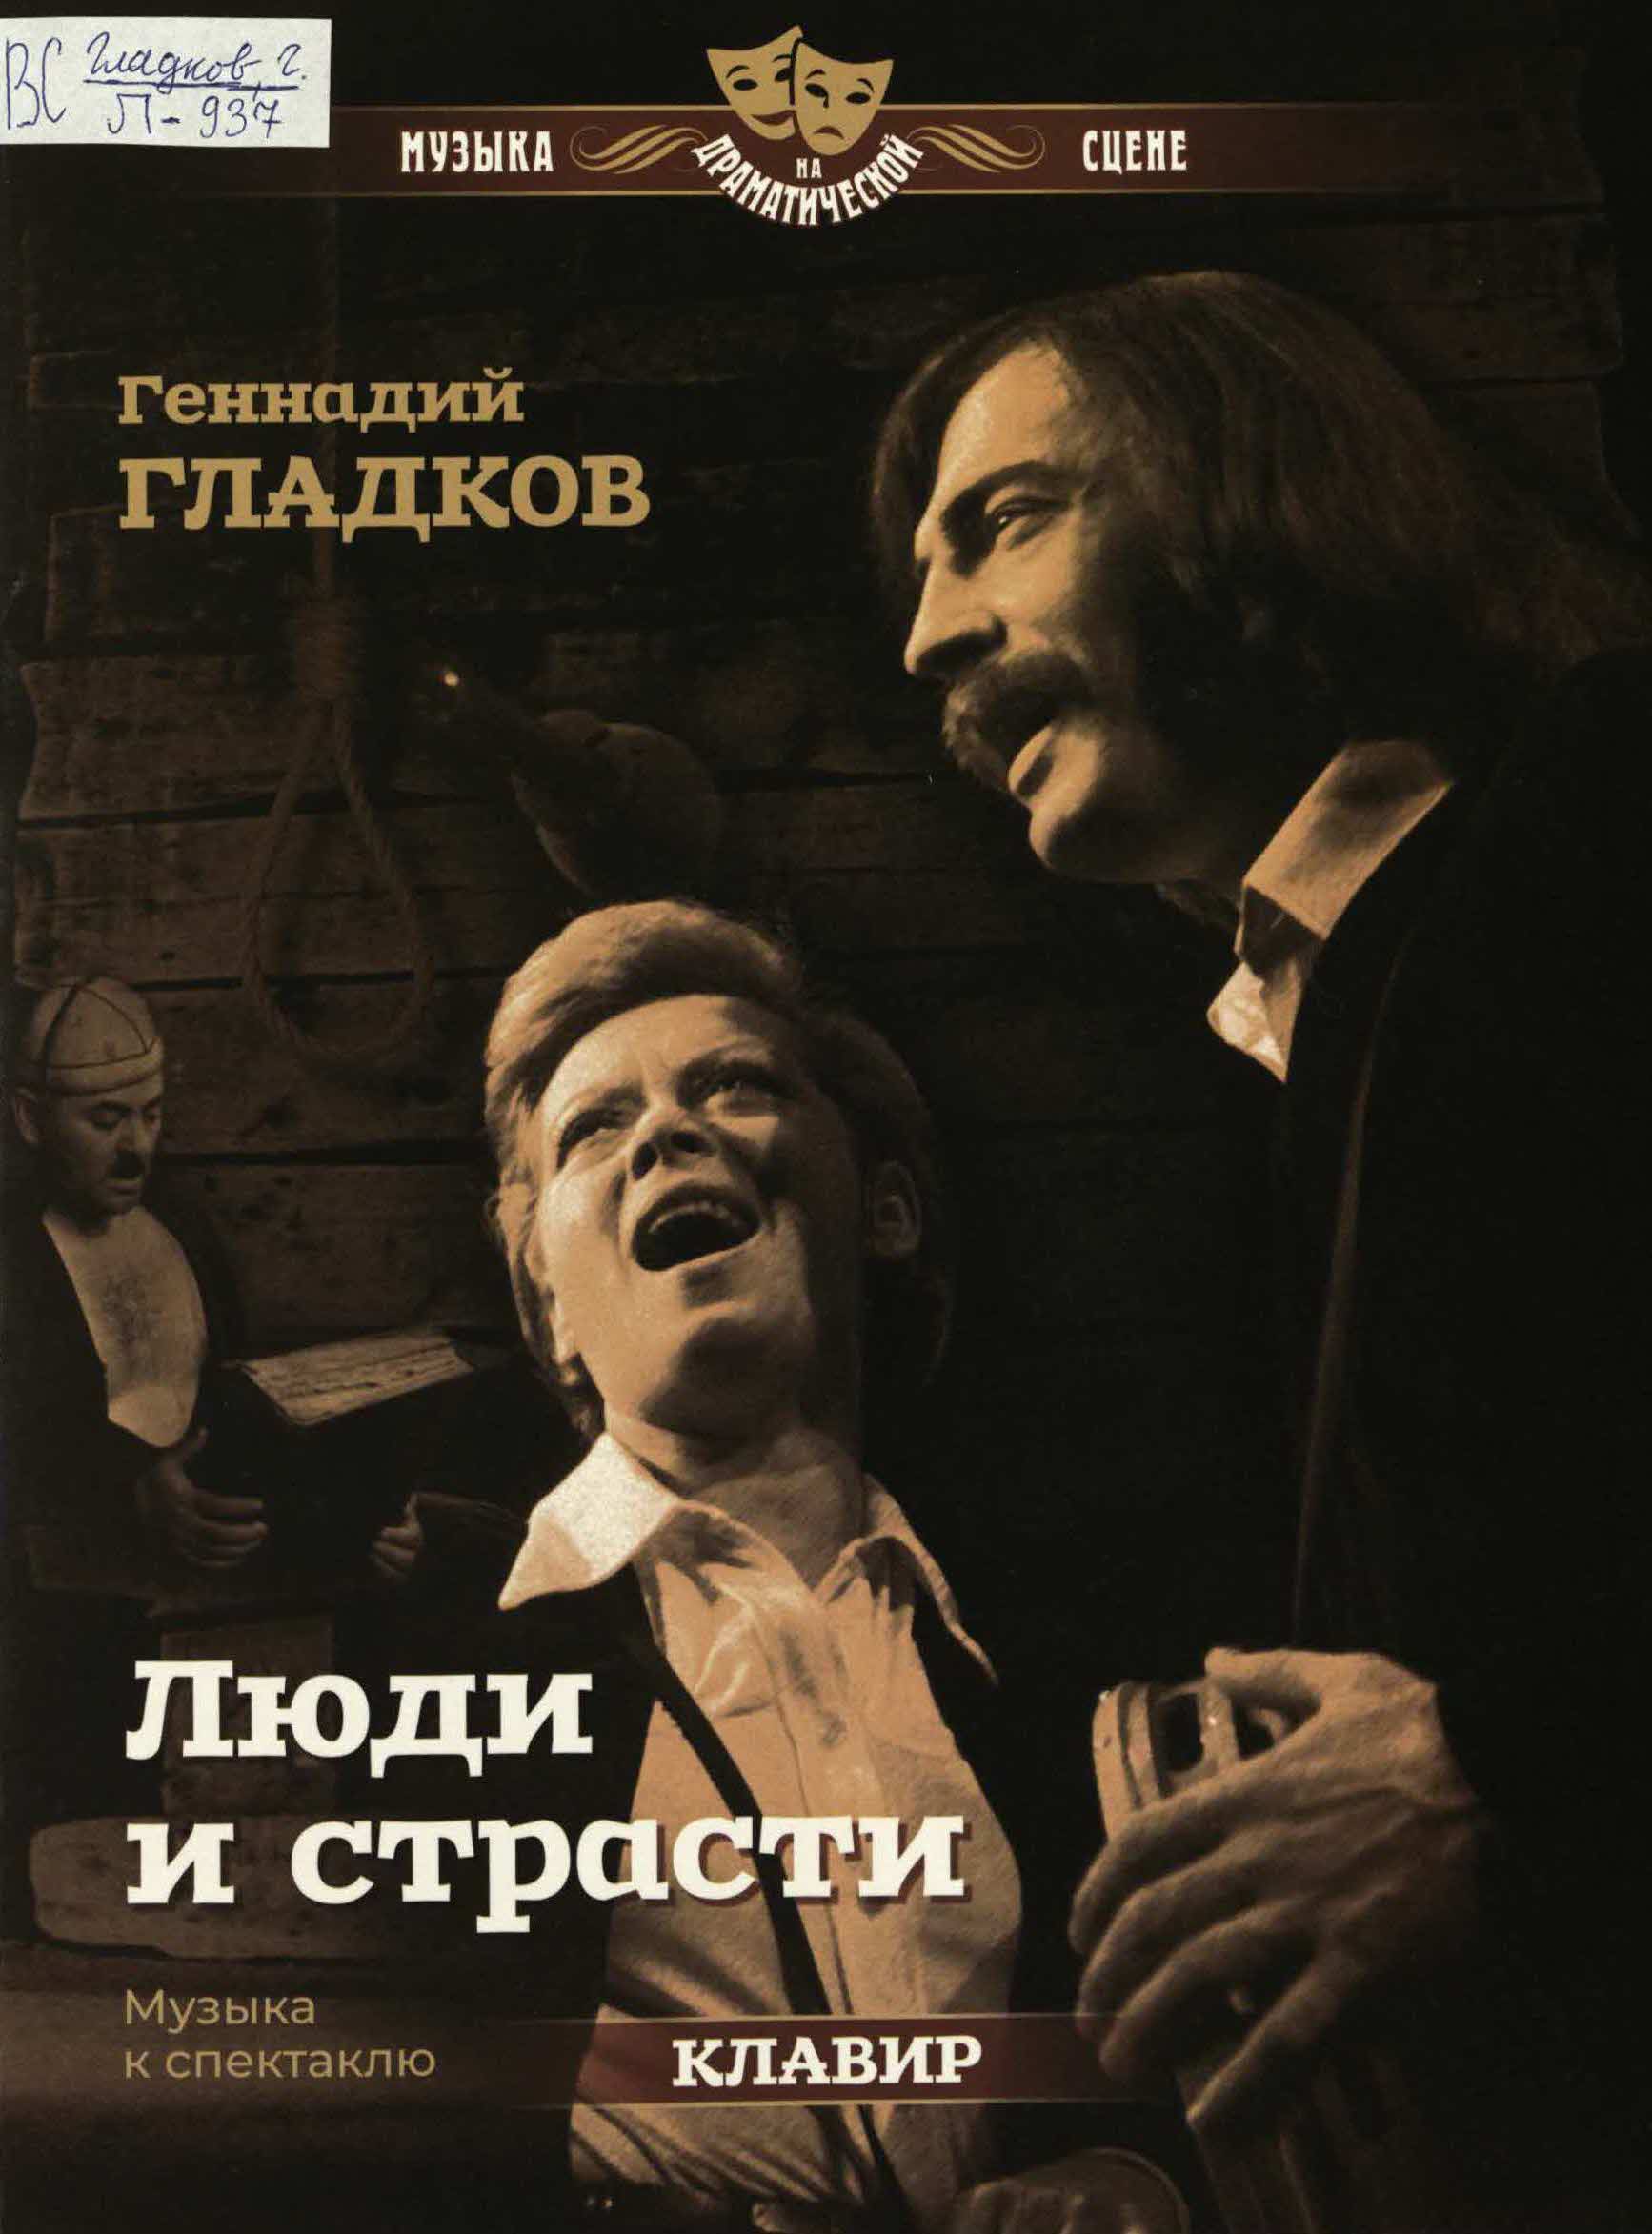 ВС Гладков, Г.
Л-937
МУЗЫКА НА ДРАМАТИЧЕСКОЙ СЦЕНЕ
Геннадий
ГЛАДКОВ
Люди
и страсти
Музыка
к спектаклю
КЛАВИР